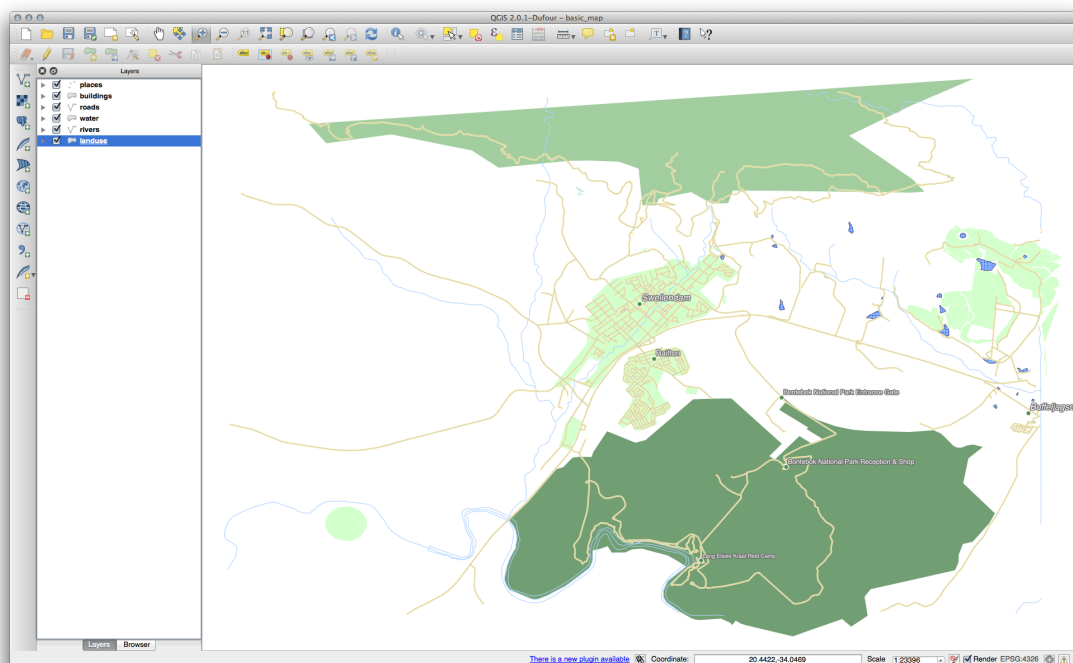 QGIS 2.0.1-Dufour - basic_map
Layers
places
buildings
roads
water
rivers
landuse
Swellendam
Railton
Bontebok National Park Entrance Gate
Bontebok National Park Reception & Shop
Lang Elsies Kraal Rest Camp
Layers Browser
There is a new plugin available Coordinate: 20.4422,-34.0469 Scale 1:23396 Render EPSG:4326